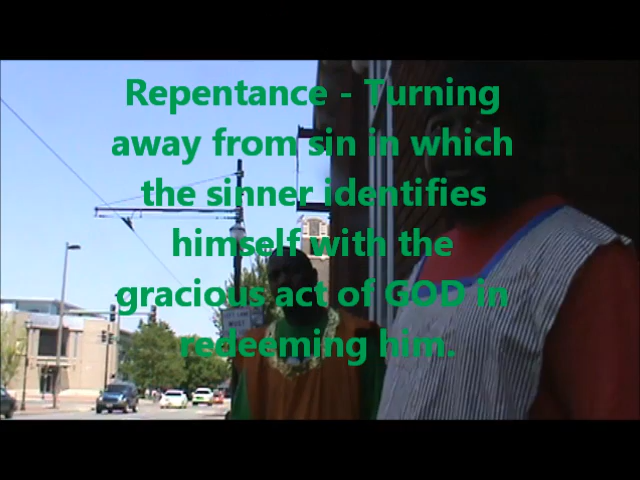 Repentance - Turning
away from sin in which
the sinner identifies
himself with the
gracious act of GOD in
redeeming him.